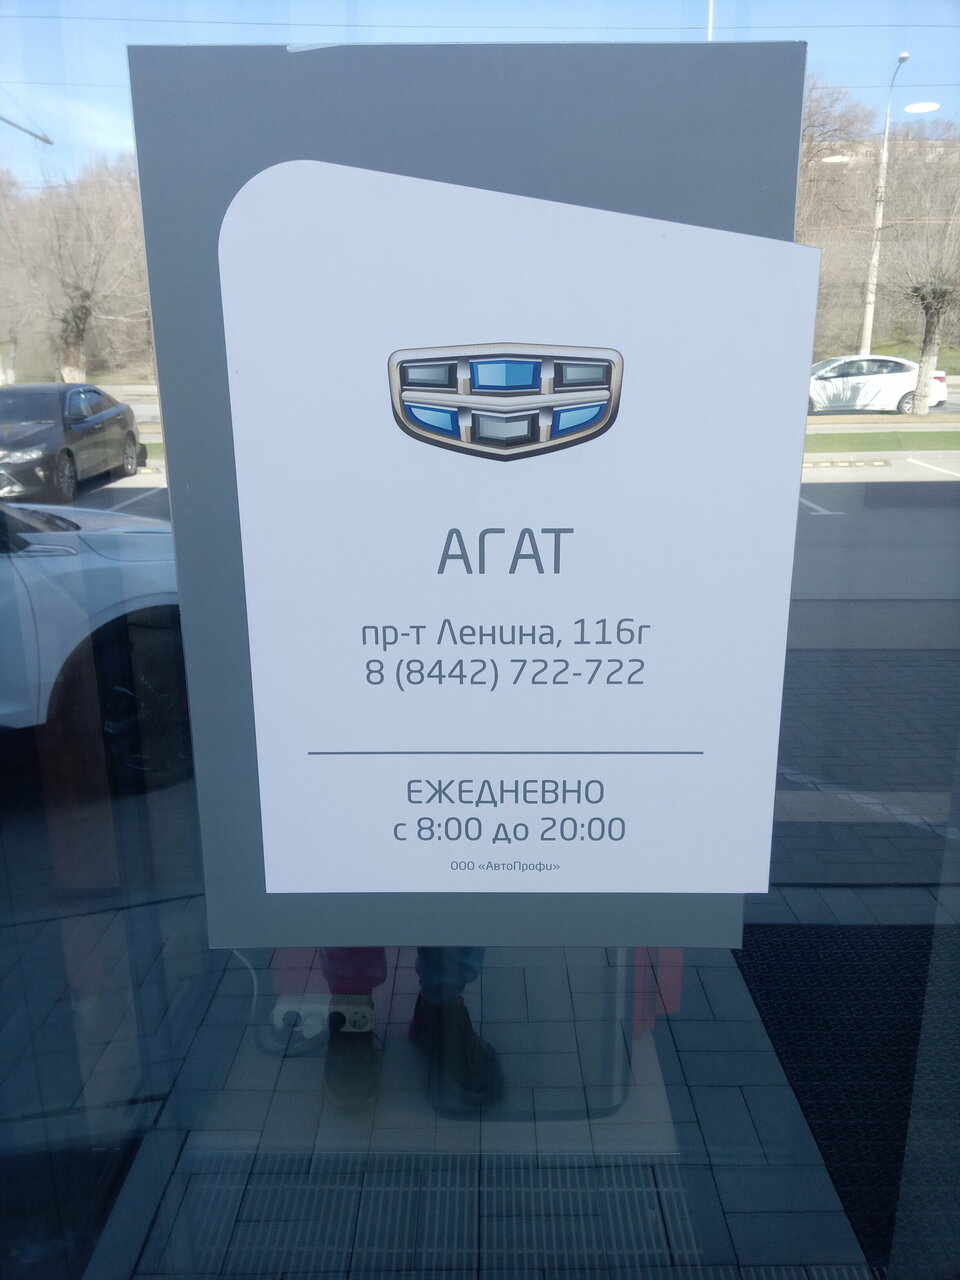 АГАТ
пр-т Ленина, 116г
8 (8442) 722-722
ЕЖЕДНЕВНО
с 8:00 до 20:00
ООО «АвтоПрофи»